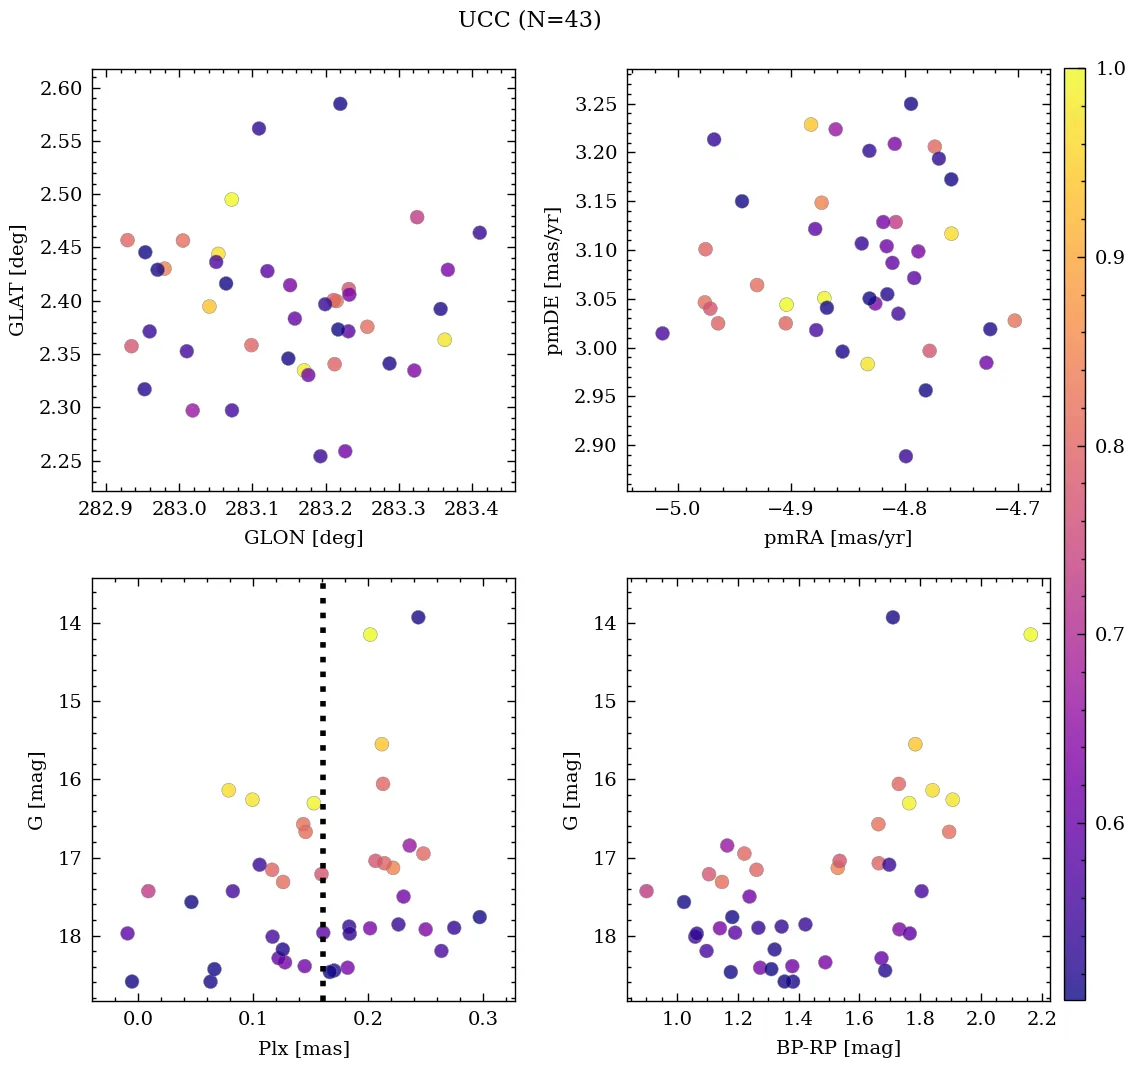 UCC (N=43)
2.60
2.55
2.50
2.45
2.40
2.35
2.30
2.25
GLAT [deg]
282.9 283.0 283.1 283.2 283.3 283.4
GLON [deg]
3.25
3.20
3.15
3.10
3.05
3.00
2.95
2.90
pmDE [mas/yr]
−5.0 −4.9 −4.8 −4.7
pmRA [mas/yr]
14
15
16
17
18
G [mag]
0.0 0.1 0.2 0.3
Plx [mas]
14
15
16
17
18
G [mag]
1.0 1.2 1.4 1.6 1.8 2.0 2.2
BP-RP [mag]
1.0
0.9
0.8
0.7
0.6